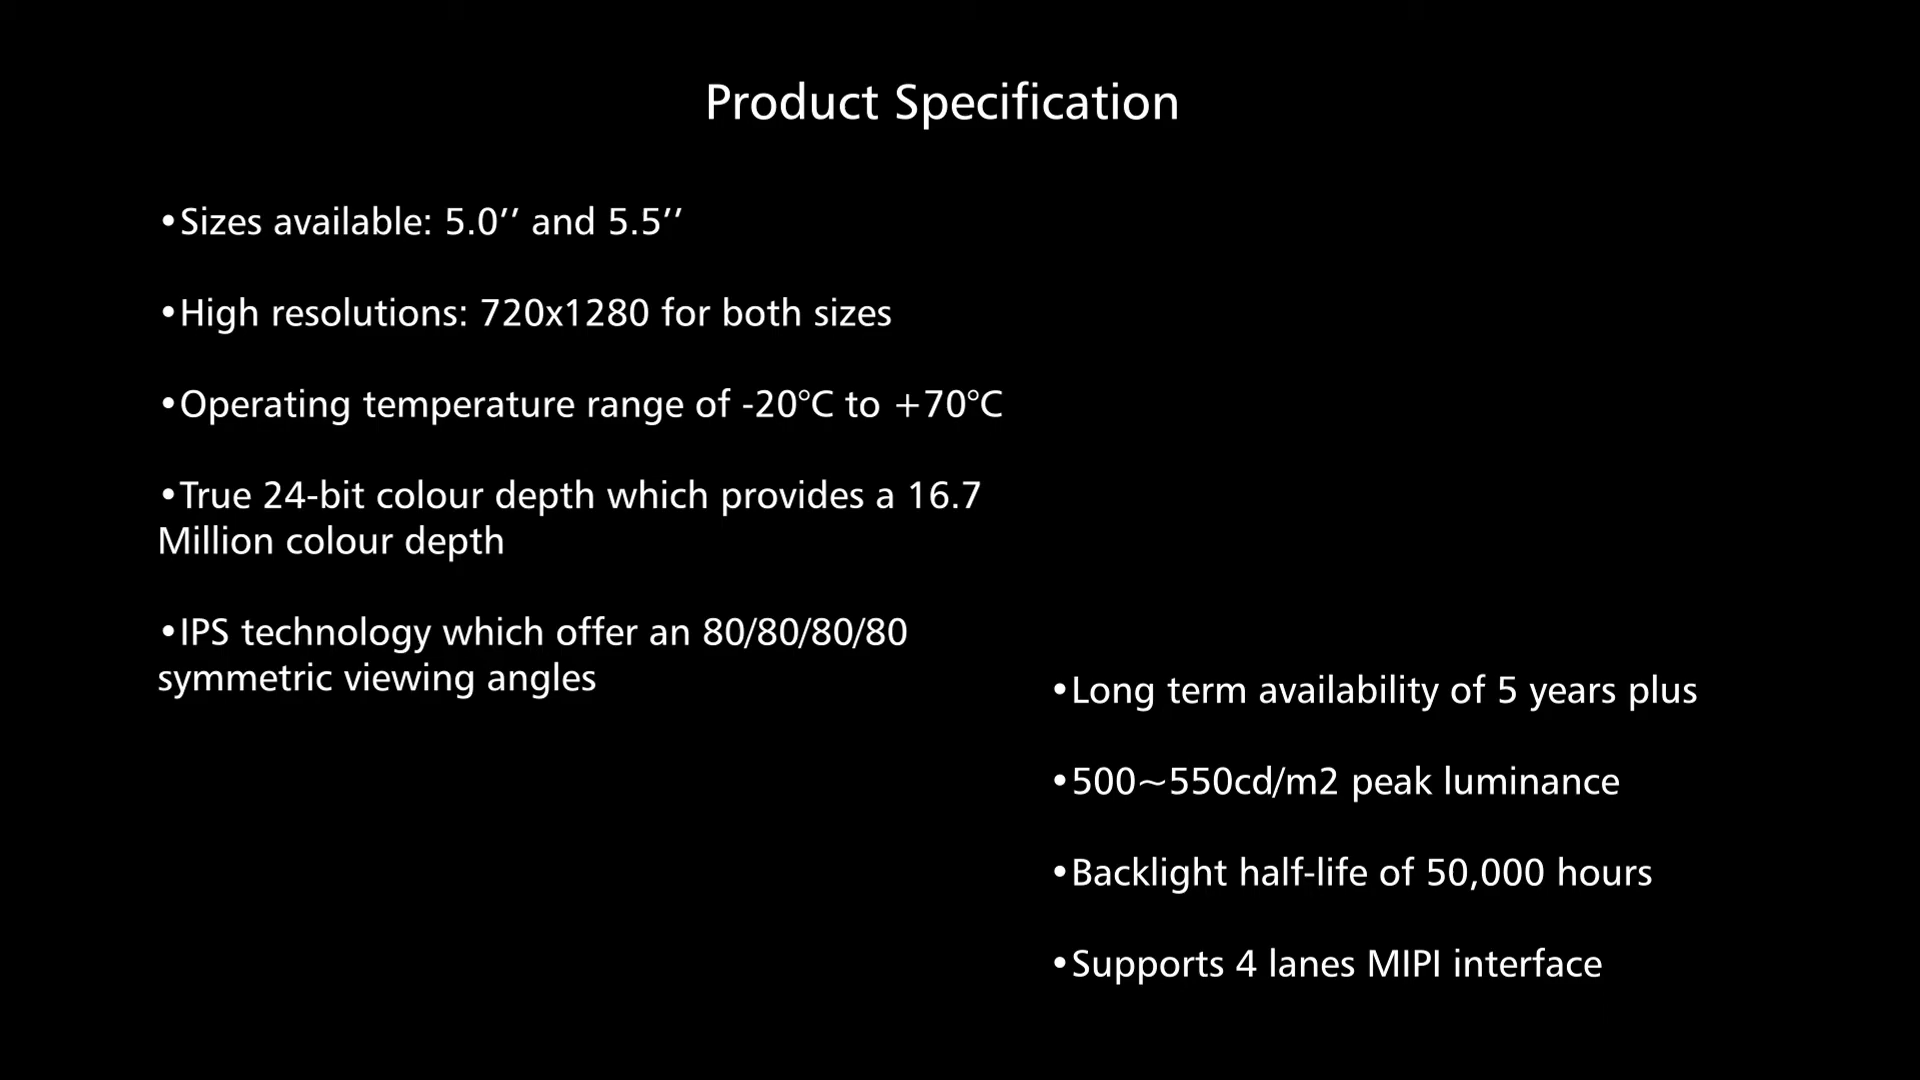 Product Specification
•Sizes available: 5.0’’ and 5.5’’
•High resolutions: 720x1280 for both sizes
•Operating temperature range of -20°C to +70°C
•True 24-bit colour depth which provides a 16.7
Million colour depth
•IPS technology which offer an 80/80/80/80
symmetric viewing angles
•Long term availability of 5 years plus
•500~550cd/m2 peak luminance
•Backlight half-life of 50,000 hours
•Supports 4 lanes MIPI interface